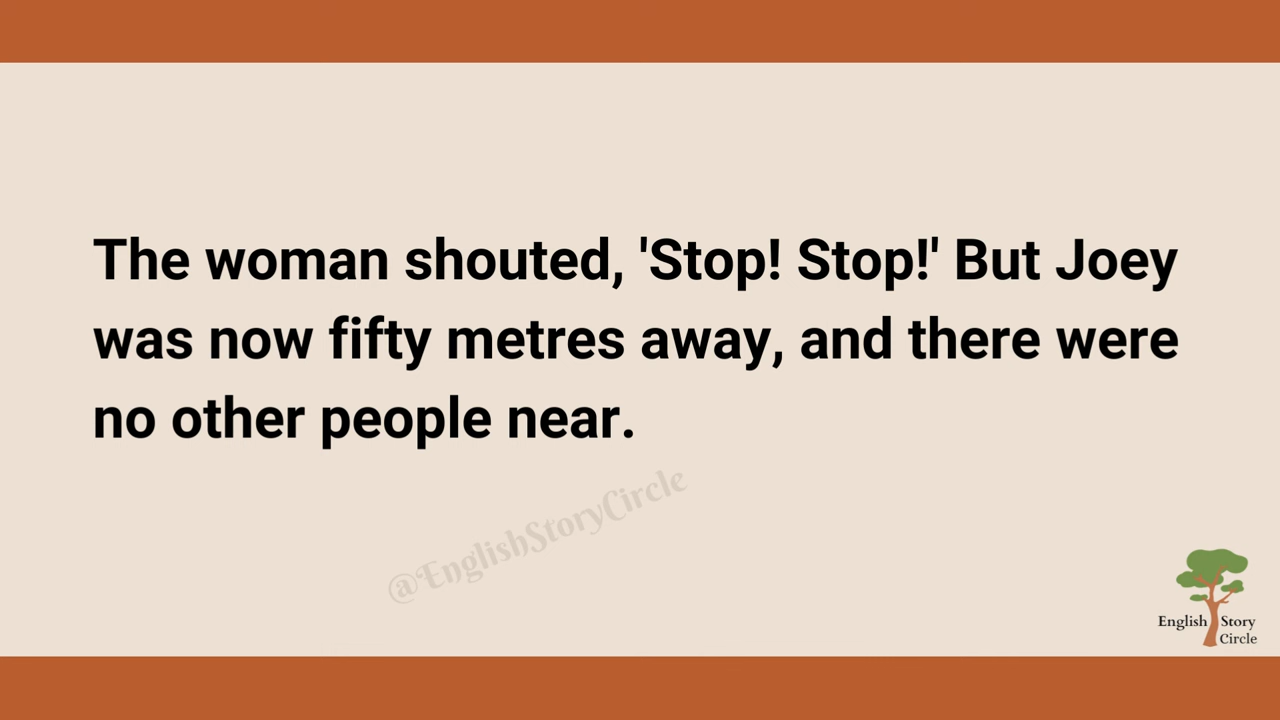 The woman shouted, 'Stop! Stop!' But Joey
was now fifty metres away, and there were
no other people near.
@EnglishStoryCircle
English Story
Circle